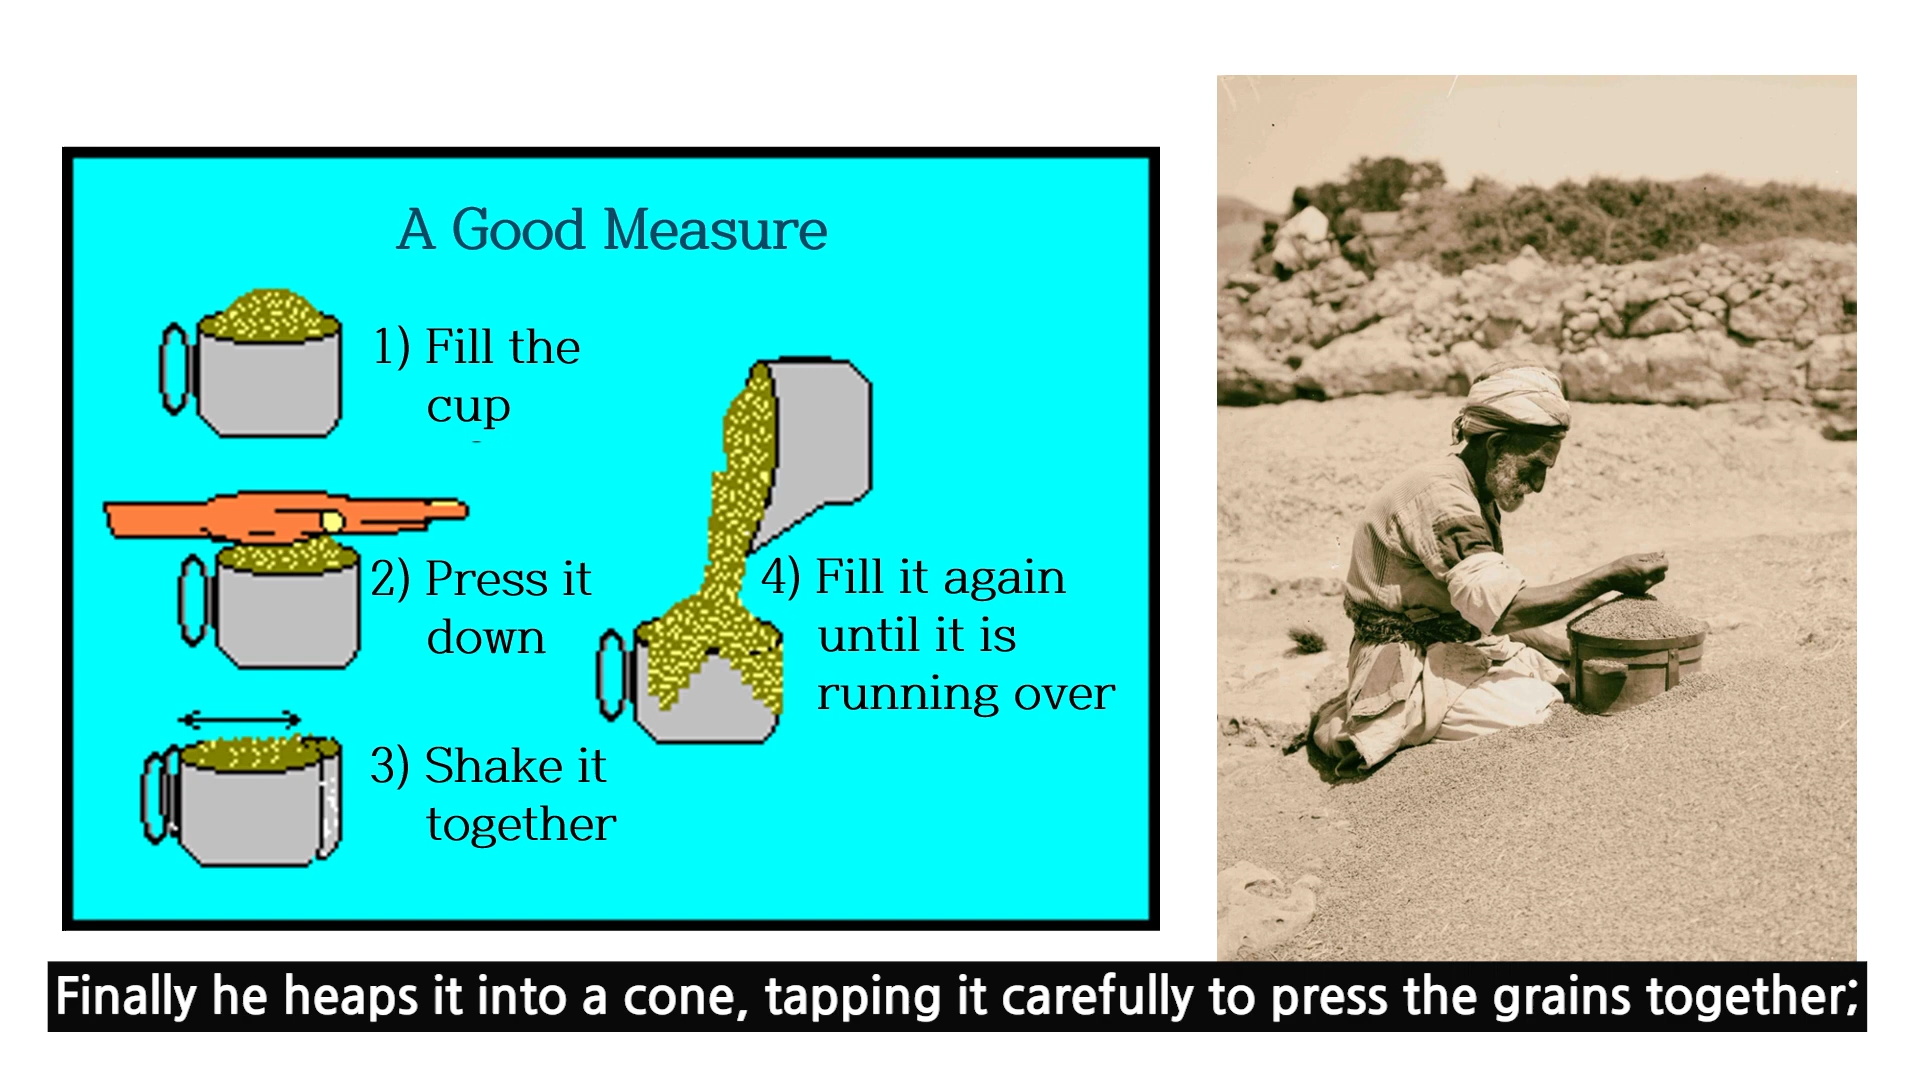 A Good Measure
1) Fill the
cup
2) Press it
down
3) Shake it
together
4) Fill it again
until it is
running over
Finally he heaps it into a cone, tapping it carefully to press the grains together;